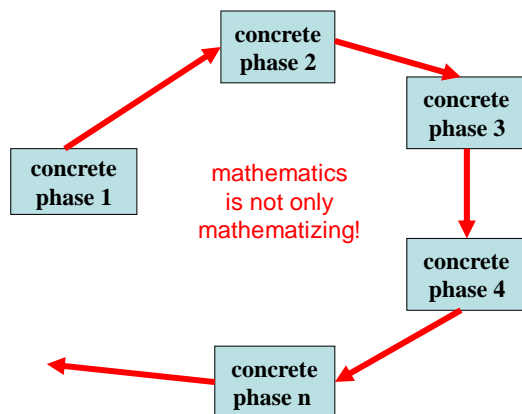 concrete
phase 1
concrete
phase 2
concrete
phase 3
mathematics
is not only
mathematizing!
concrete
phase 4
concrete
phase n